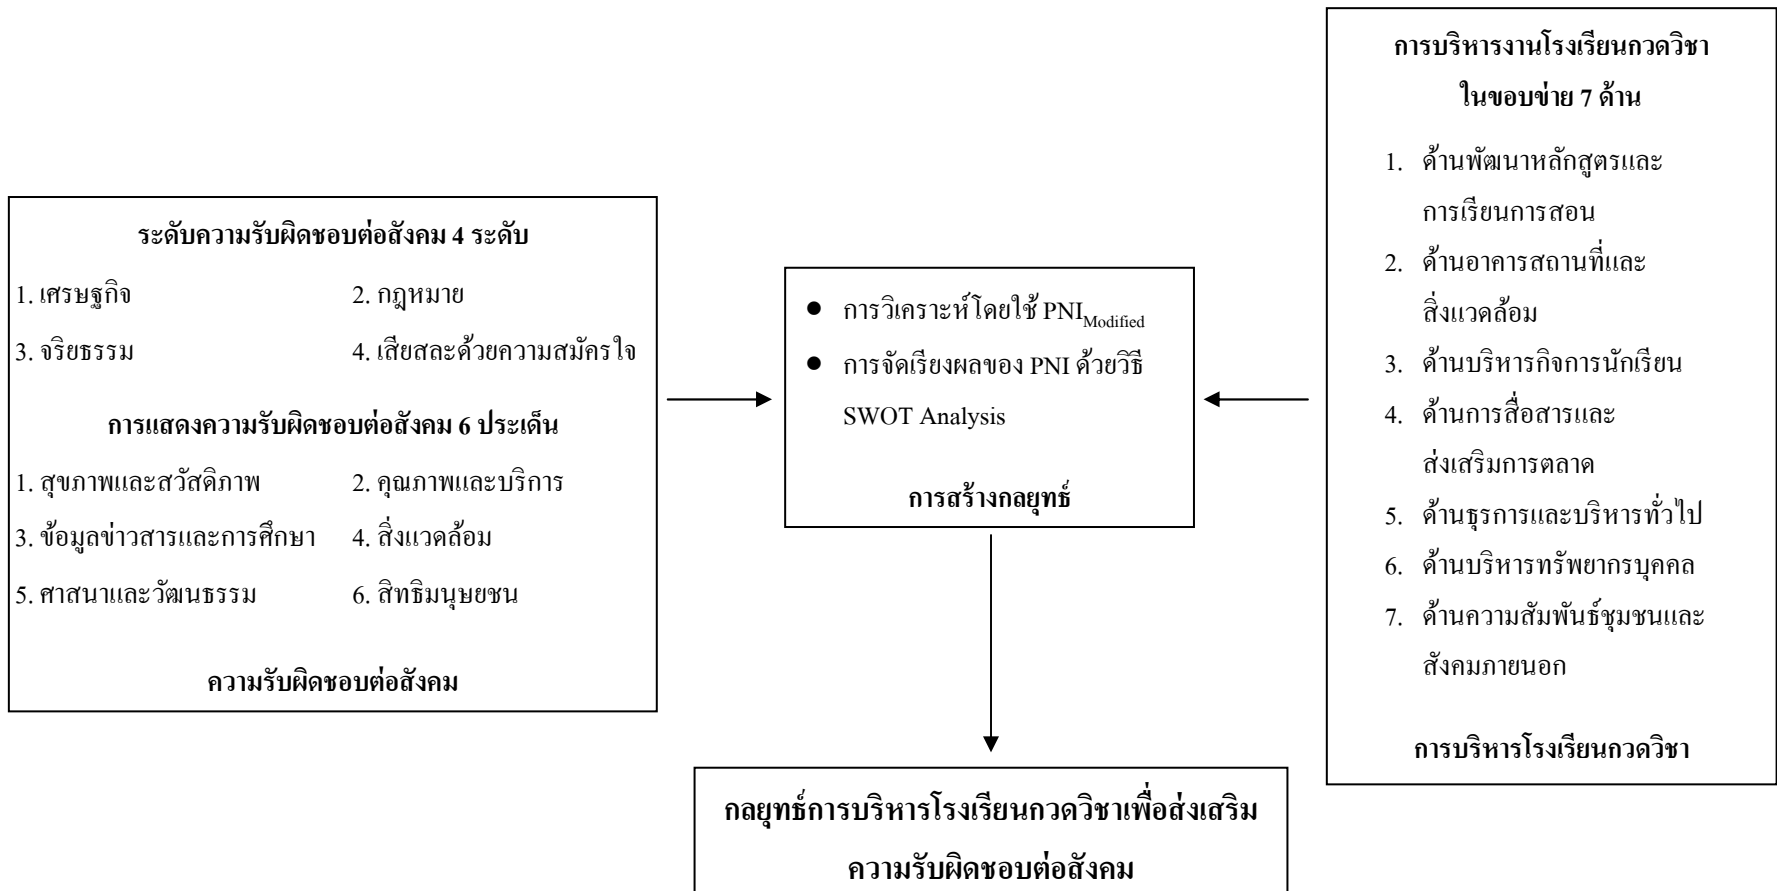 ระดับความรับผิดชอบต่อสังคม 4 ระดับ
1. เศรษฐกิจ 2. กฎหมาย
3. จริยธรรม 4. เสียสละด้วยความสมัครใจ
การแสดงความรับผิดชอบต่อสังคม 6 ประเด็น
1. สุขภาพและสวัสดิภาพ 2. คุณภาพและบริการ
3. ข้อมูลข่าวสารและการศึกษา 4. สิ่งแวดล้อม
5. ศาสนาและวัฒนธรรม 6. สิทธิมนุษยชน
ความรับผิดชอบต่อสังคม
● การวิเคราะห์โดยใช้ PNI Modified
● การจัดเรียงผลของ PNI ด้วยวิธี
SWOT Analysis
การสร้างกลยุทธ์
การบริหารงานโรงเรียนกวดวิชา
ในขอบข่าย 7 ด้าน
1. ด้านพัฒนาหลักสูตรและ
การเรียนการสอน
2. ด้านอาคารสถานที่และ
สิ่งแวดล้อม
3. ด้านบริหารกิจการนักเรียน
4. ด้านการสื่อสารและ
ส่งเสริมการตลาด
5. ด้านธุรการและบริหารทั่วไป
6. ด้านบริหารทรัพยากรบุคคล
7. ด้านความสัมพันธ์ชุมชนและ
สังคมภายนอก
การบริหารโรงเรียนกวดวิชา
กลยุทธ์การบริหารโรงเรียนกวดวิชาเพื่อส่งเสริม
ความรับผิดชอบต่อสังคม